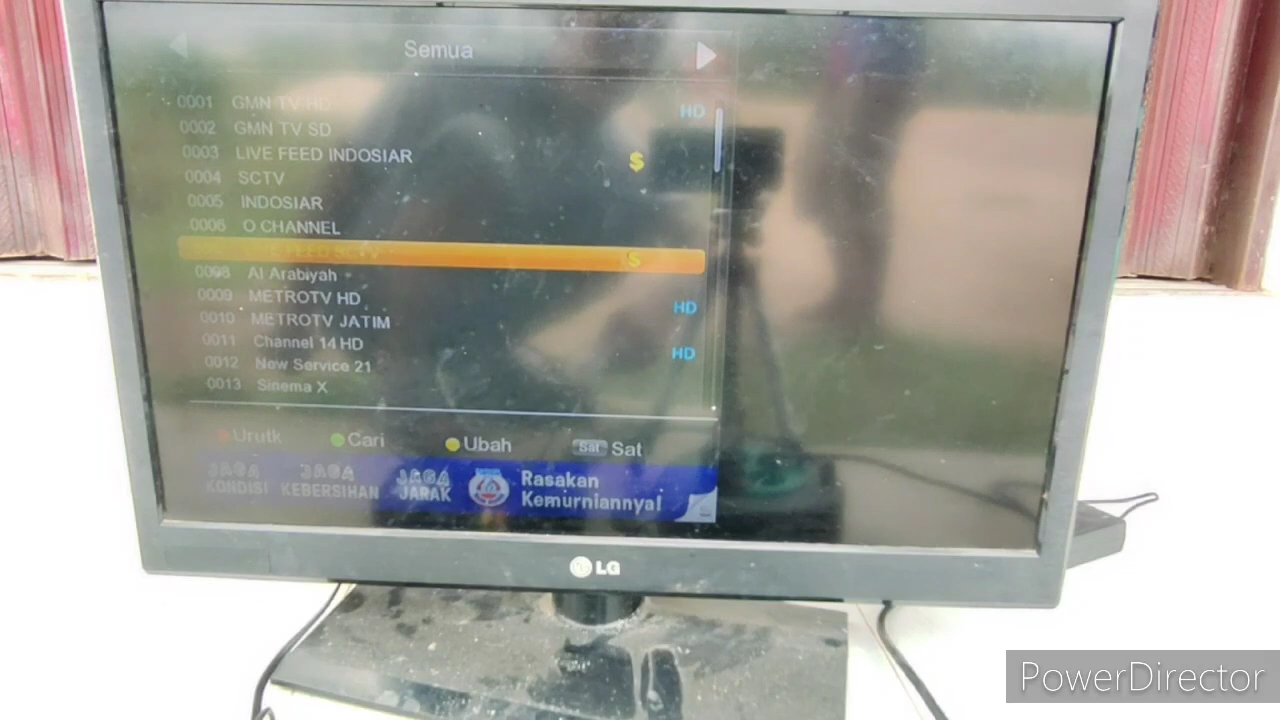 Semua
0001 GMN TV HD HD
0002 GMN TV SD
0003 LIVE FEED INDOSIAR $
0004 SCTV
0005 INDOSIAR
0006 O CHANNEL
FEED SCTV $
0008 Al Arabiyah
0009 METROTV HD HD
0010 METROTV JATIM
0011 Channel 14 HD HD
0012 New Service 21
0013 Sinema X
Urutk Cari Ubah Sat Sat
JAGA KONDISI JAGA KEBERSIHAN JAGA JARAK Rasakan Kemurniannya!
LG
PowerDirector